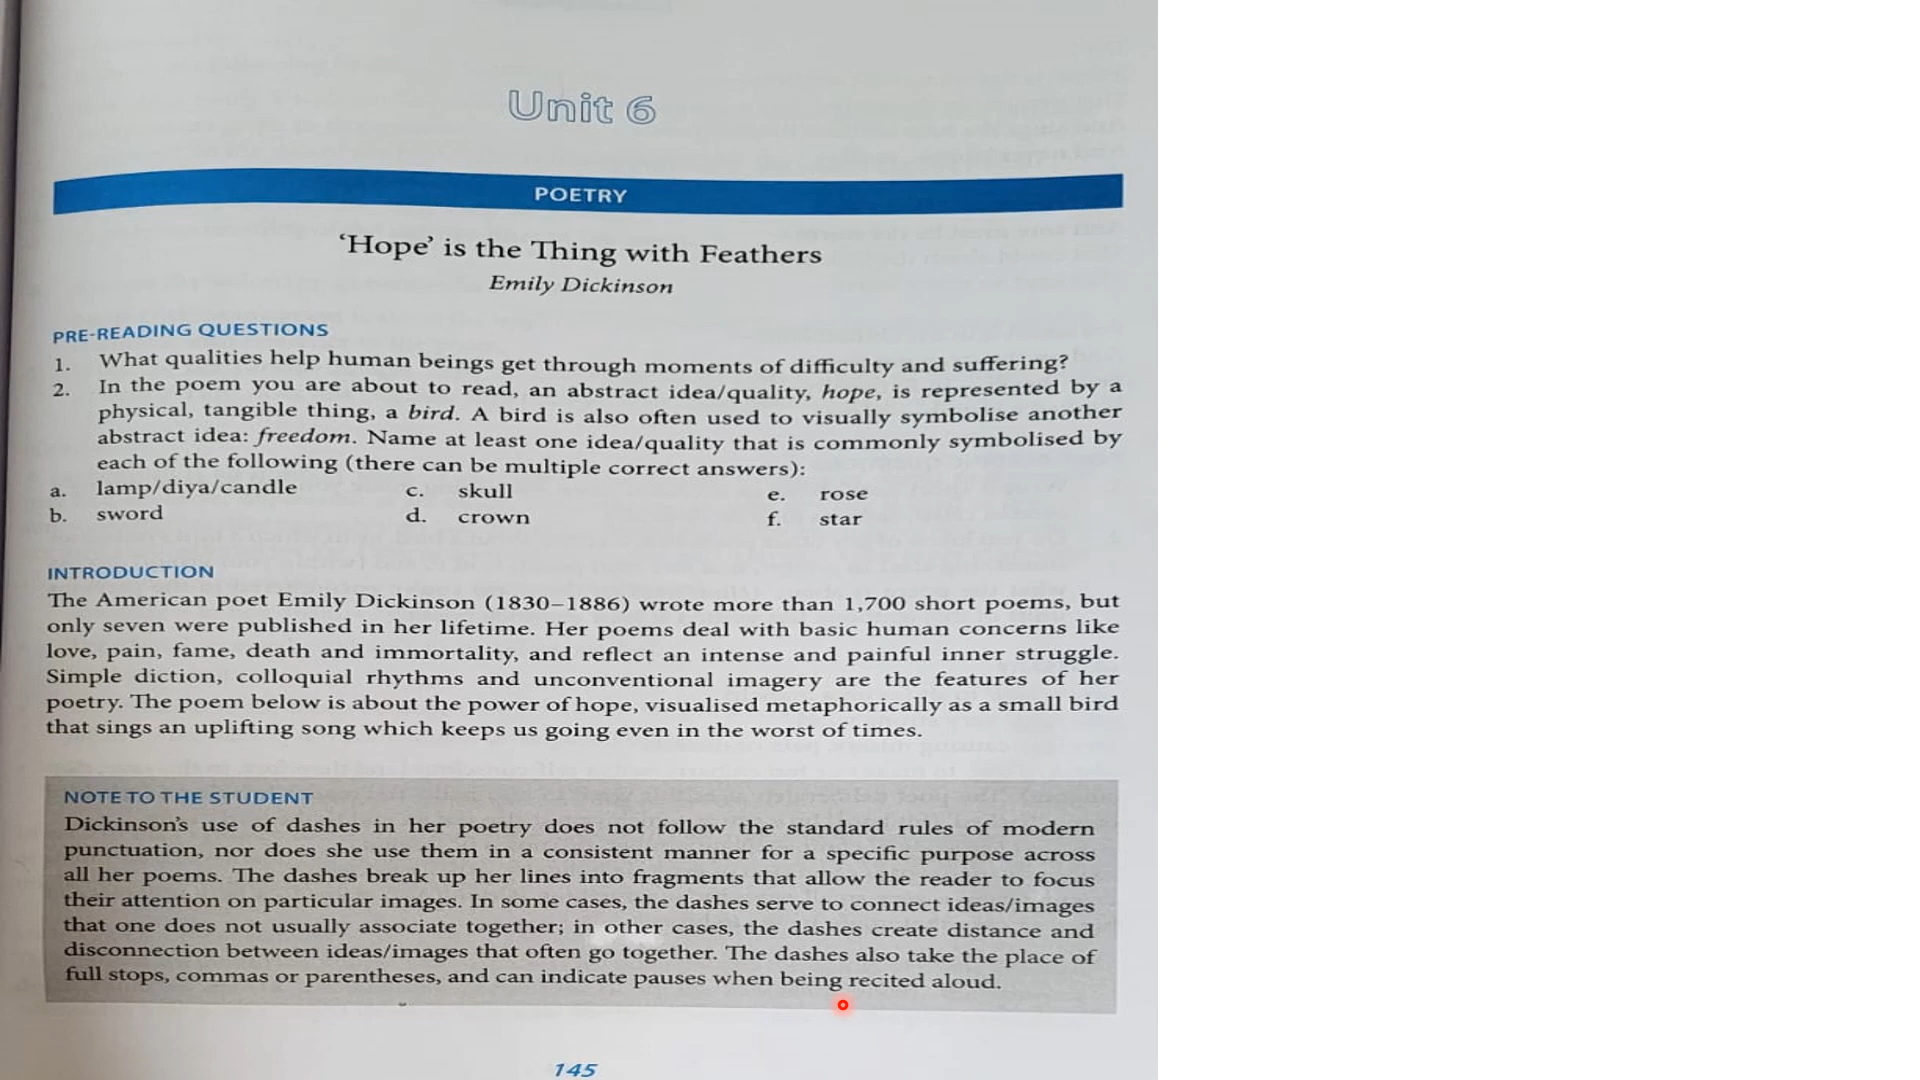 Unit 6
POETRY
‘Hope’ is the Thing with Feathers
Emily Dickinson
PRE-READING QUESTIONS
1. What qualities help human beings get through moments of difficulty and suffering?
2. In the poem you are about to read, an abstract idea/quality, hope, is represented by a
physical, tangible thing, a bird. A bird is also often used to visually symbolise another
abstract idea: freedom. Name at least one idea/quality that is commonly symbolised by
each of the following (there can be multiple correct answers):
a. lamp/diya/candle c. skull e. rose
b. sword d. crown f. star
INTRODUCTION
The American poet Emily Dickinson (1830–1886) wrote more than 1,700 short poems, but
only seven were published in her lifetime. Her poems deal with basic human concerns like
love, pain, fame, death and immortality, and reflect an intense and painful inner struggle.
Simple diction, colloquial rhythms and unconventional imagery are the features of her
poetry. The poem below is about the power of hope, visualised metaphorically as a small bird
that sings an uplifting song which keeps us going even in the worst of times.
NOTE TO THE STUDENT
Dickinson’s use of dashes in her poetry does not follow the standard rules of modern
punctuation, nor does she use them in a consistent manner for a specific purpose across
all her poems. The dashes break up her lines into fragments that allow the reader to focus
their attention on particular images. In some cases, the dashes serve to connect ideas/images
that one does not usually associate together; in other cases, the dashes create distance and
disconnection between ideas/images that often go together. The dashes also take the place of
full stops, commas or parentheses, and can indicate pauses when being recited aloud.
145